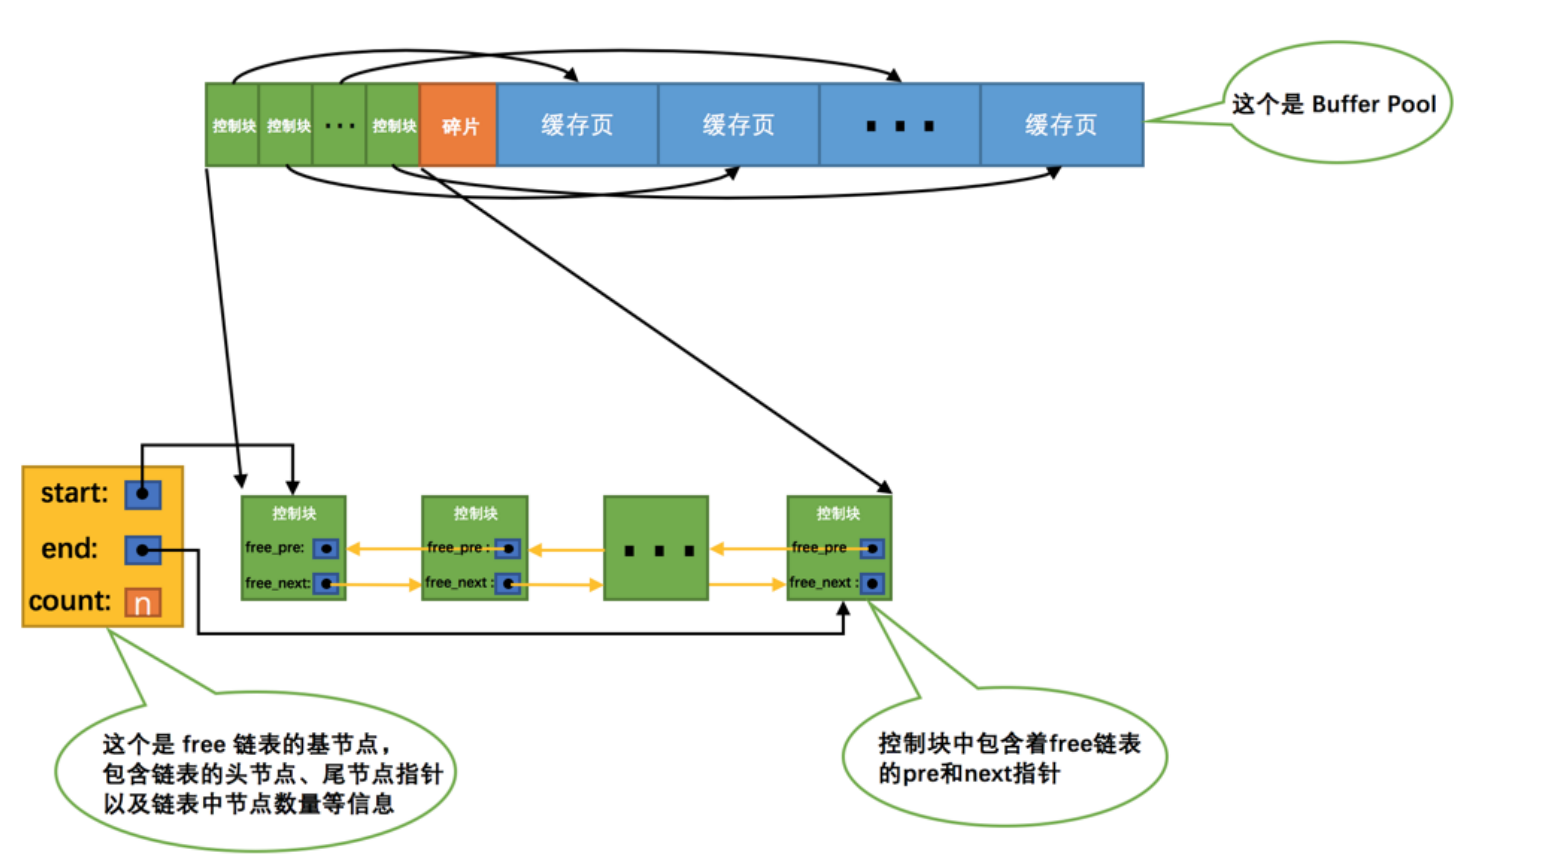 控制块 控制块 ··· 控制块 碎片 缓存页 缓存页 ··· 缓存页
这个是 Buffer Pool
start:
end:
count: n
控制块
free_pre:
free_next:
控制块
free_pre :
free_next :
···
控制块
free_pre
free_next :
这个是 free 链表的基节点，
包含链表的头节点、尾节点指针
以及链表中节点数量等信息
控制块中包含着free链表
的pre和next指针